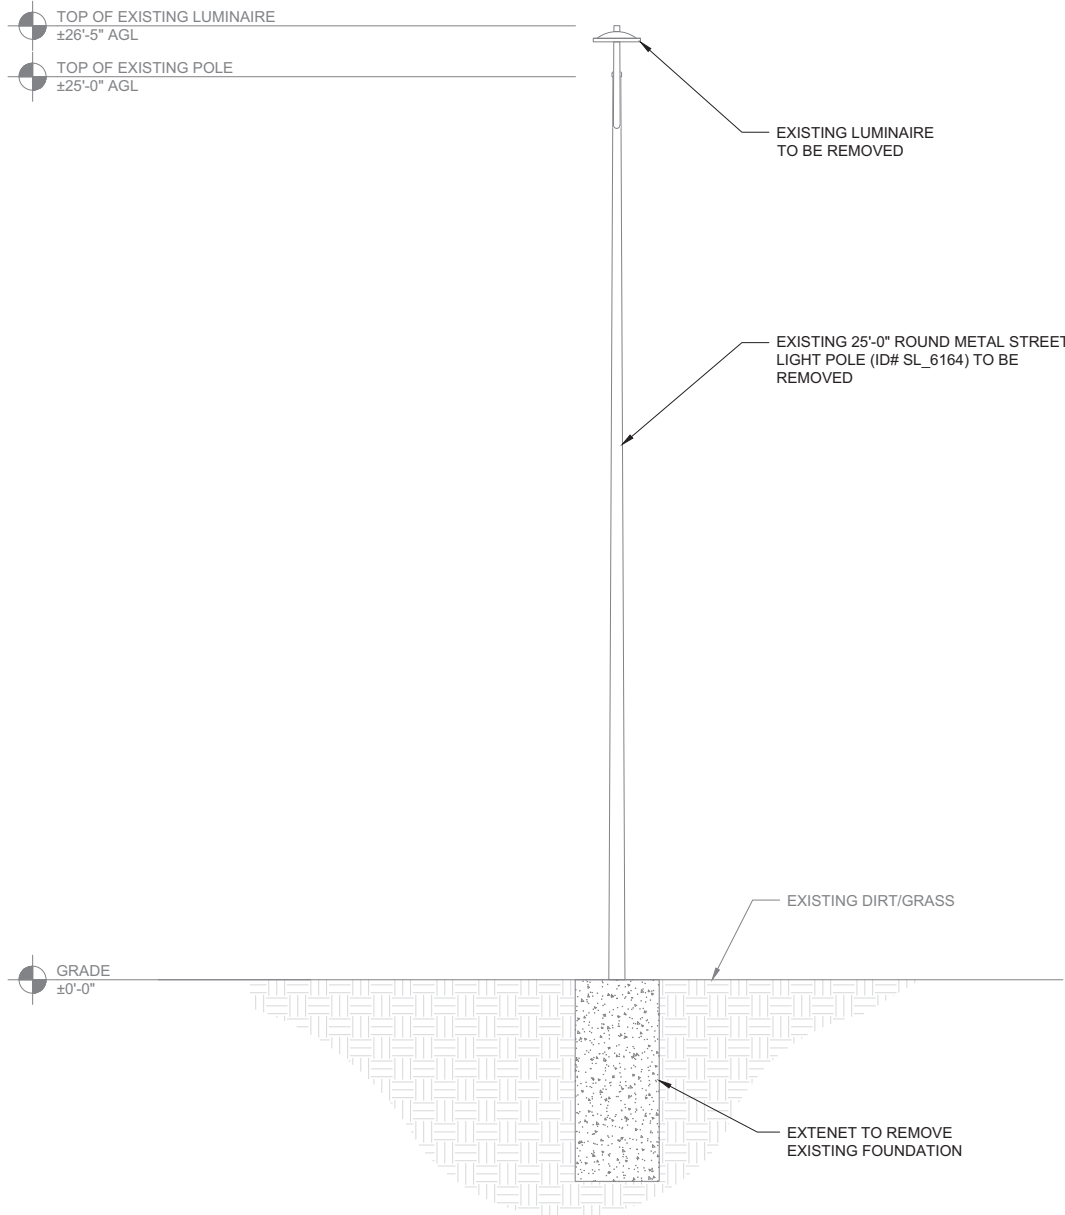 TOP OF EXISTING LUMINAIRE
±26'-5" AGL
TOP OF EXISTING POLE
±25'-0" AGL
EXISTING LUMINAIRE
TO BE REMOVED
EXISTING 25'-0" ROUND METAL STREET
LIGHT POLE (ID# SL_6164) TO BE
REMOVED
EXISTING DIRT/GRASS
GRADE
±0'-0"
EXTENET TO REMOVE
EXISTING FOUNDATION